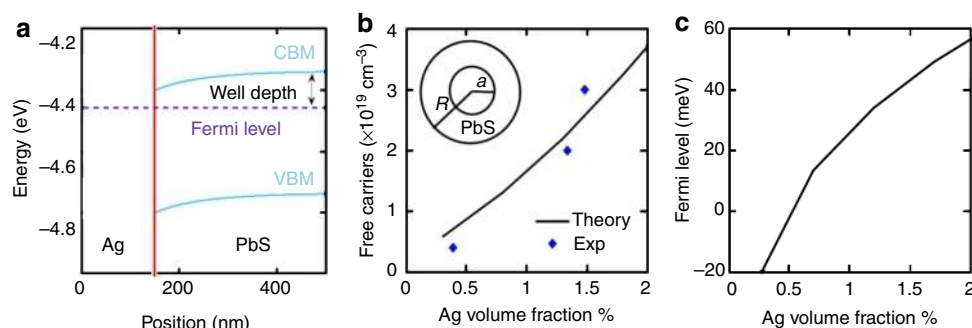 a
−4.2
−4.4
−4.6
−4.8
Energy (eV)
CBM
Well depth
Fermi level
VBM
Ag
PbS
0
200
400
Position (nm)
b
4
3
2
1
0
Free carriers (×10¹⁹ cm⁻³)
a
R
PbS
Theory
Exp
0
0.5
1
1.5
2
Ag volume fraction %
c
60
40
20
0
−20
Fermi level (meV)
0
0.5
1
1.5
2
Ag volume fraction %